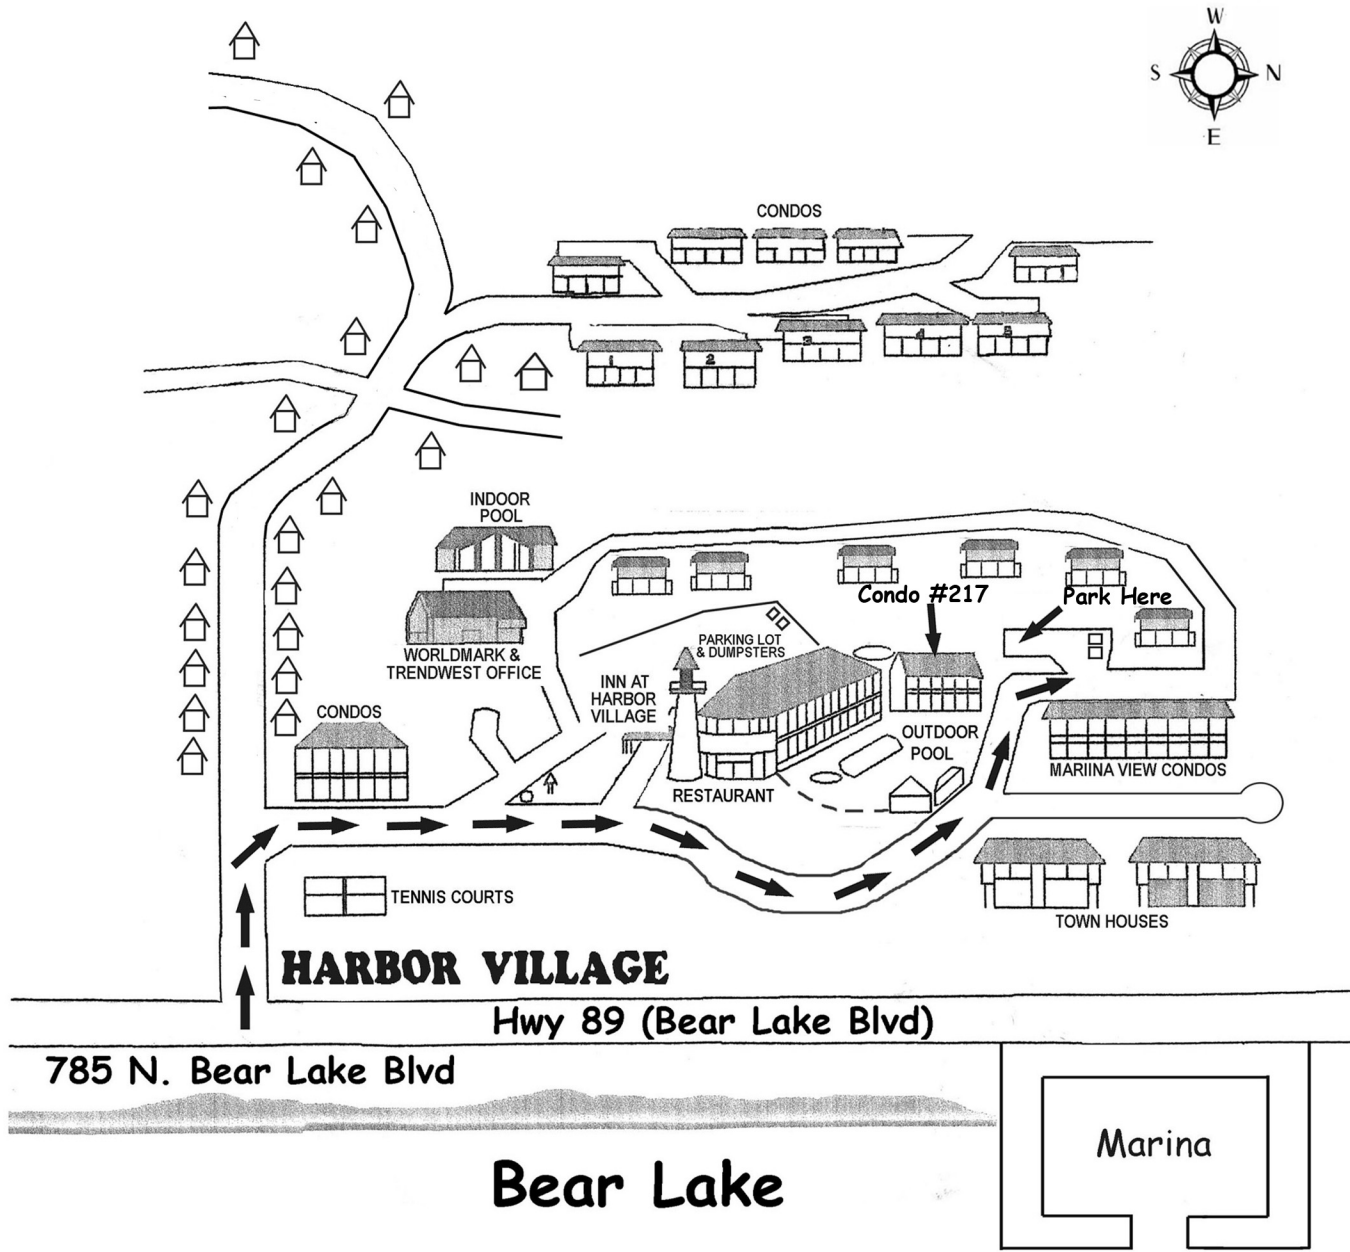 W
S
N
E
CONDOS
1
1
1
2
3
4
5
INDOOR
POOL
Condo #217
Park Here
PARKING LOT
& DUMPSTERS
WORLDMARK &
TRENDWEST OFFICE
INN AT
HARBOR
VILLAGE
CONDOS
OUTDOOR
POOL
MARIINA VIEW CONDOS
RESTAURANT
TENNIS COURTS
TOWN HOUSES
HARBOR VILLAGE
Hwy 89 (Bear Lake Blvd)
785 N. Bear Lake Blvd
Marina
Bear Lake